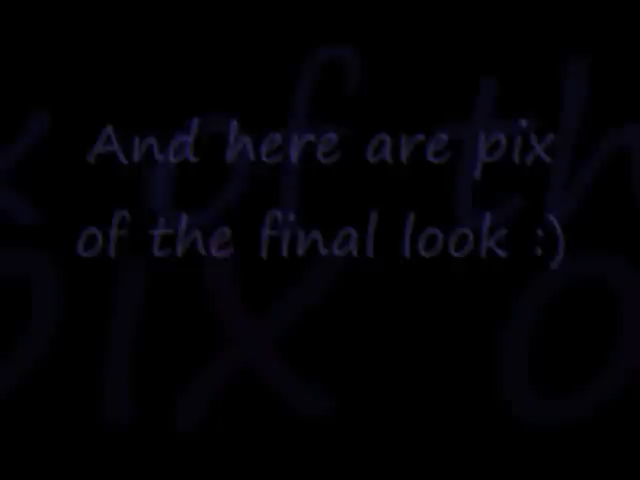 And here are pix
of the final look :)